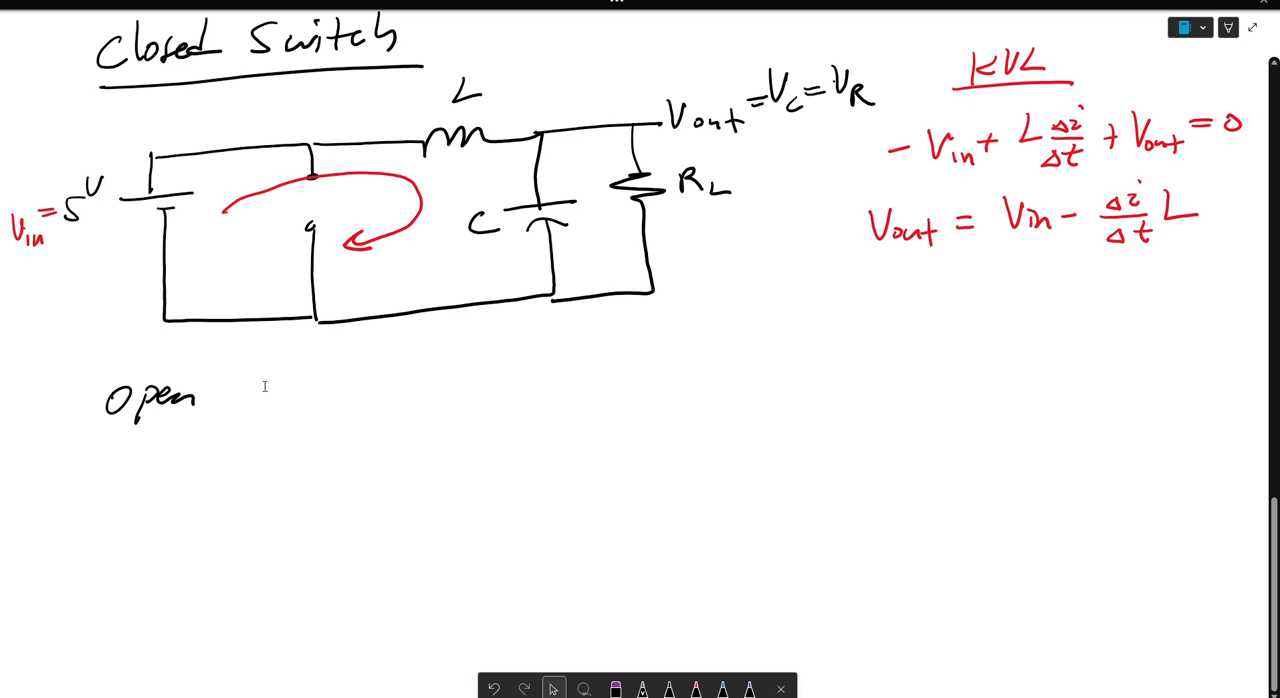 Closed Switch
KVL
L
Vout = Vc = VR
- Vin + L Δi/Δt + Vout = 0
Vin = 5V
C
RL
Vout = Vin - Δi/Δt L
Open